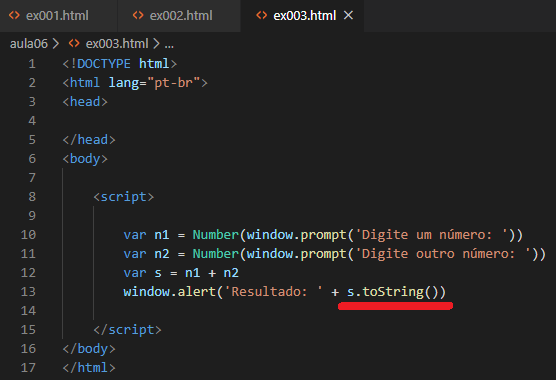 <> ex001.html <> ex002.html <> ex003.html ×
aula06 > <> ex003.html > ...
1 <!DOCTYPE html>
2 <html lang="pt-br">
3 <head>
4
5 </head>
6 <body>
7
8 <script>
9
10 var n1 = Number(window.prompt('Digite um número: '))
11 var n2 = Number(window.prompt('Digite outro número: '))
12 var s = n1 + n2
13 window.alert('Resultado: ' + s.toString())
14
15 </script>
16 </body>
17 </html>